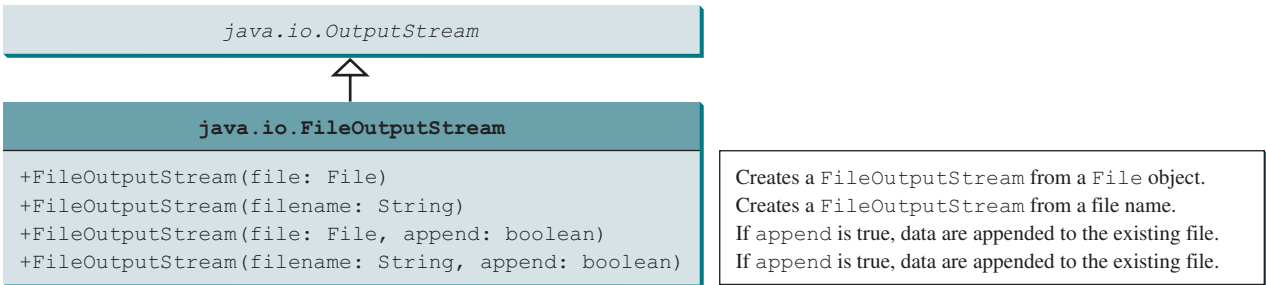 java.io.OutputStream
java.io.FileOutputStream
+FileOutputStream(file: File)
+FileOutputStream(filename: String)
+FileOutputStream(file: File, append: boolean)
+FileOutputStream(filename: String, append: boolean)
Creates a FileOutputStream from a File object.
Creates a FileOutputStream from a file name.
If append is true, data are appended to the existing file.
If append is true, data are appended to the existing file.